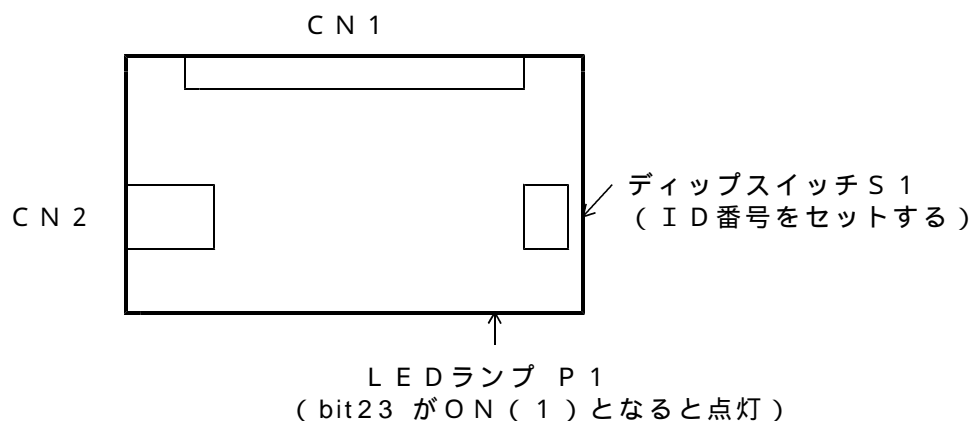 ＣＮ１
ＣＮ２
ディップスイッチＳ１
（ＩＤ番号をセットする）
ＬＥＤランプ Ｐ１
（bit23 がＯＮ（１）となると点灯）